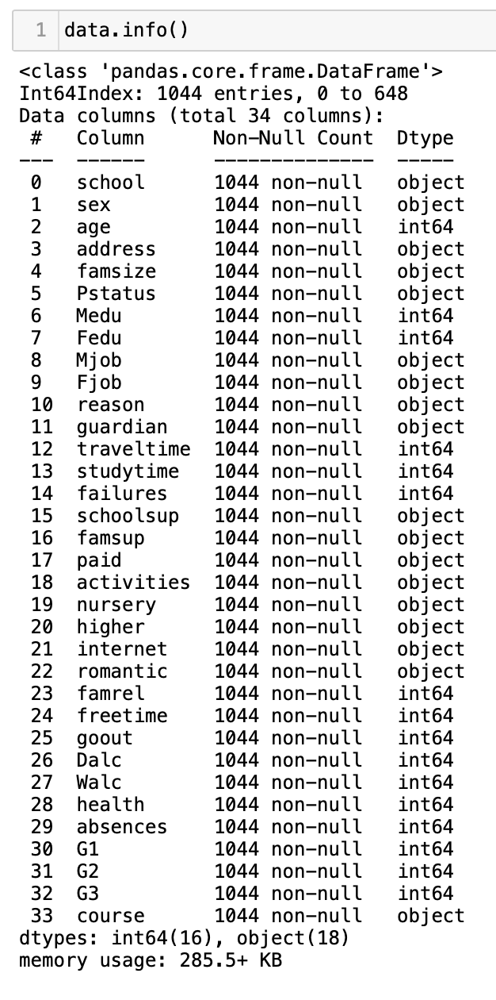 1 data.info()
<class 'pandas.core.frame.DataFrame'>
Int64Index: 1044 entries, 0 to 648
Data columns (total 34 columns):
 #   Column      Non-Null Count  Dtype
---  ------      --------------  -----
 0   school      1044 non-null   object
 1   sex         1044 non-null   object
 2   age         1044 non-null   int64
 3   address     1044 non-null   object
 4   famsize     1044 non-null   object
 5   Pstatus     1044 non-null   object
 6   Medu        1044 non-null   int64
 7   Fedu        1044 non-null   int64
 8   Mjob        1044 non-null   object
 9   Fjob        1044 non-null   object
 10  reason      1044 non-null   object
 11  guardian    1044 non-null   object
 12  traveltime  1044 non-null   int64
 13  studytime   1044 non-null   int64
 14  failures    1044 non-null   int64
 15  schoolsup   1044 non-null   object
 16  famsup      1044 non-null   object
 17  paid        1044 non-null   object
 18  activities  1044 non-null   object
 19  nursery     1044 non-null   object
 20  higher      1044 non-null   object
 21  internet    1044 non-null   object
 22  romantic    1044 non-null   object
 23  famrel      1044 non-null   int64
 24  freetime    1044 non-null   int64
 25  goout       1044 non-null   int64
 26  Dalc        1044 non-null   int64
 27  Walc        1044 non-null   int64
 28  health      1044 non-null   int64
 29  absences    1044 non-null   int64
 30  G1          1044 non-null   int64
 31  G2          1044 non-null   int64
 32  G3          1044 non-null   int64
 33  course      1044 non-null   object
dtypes: int64(16), object(18)
memory usage: 285.5+ KB